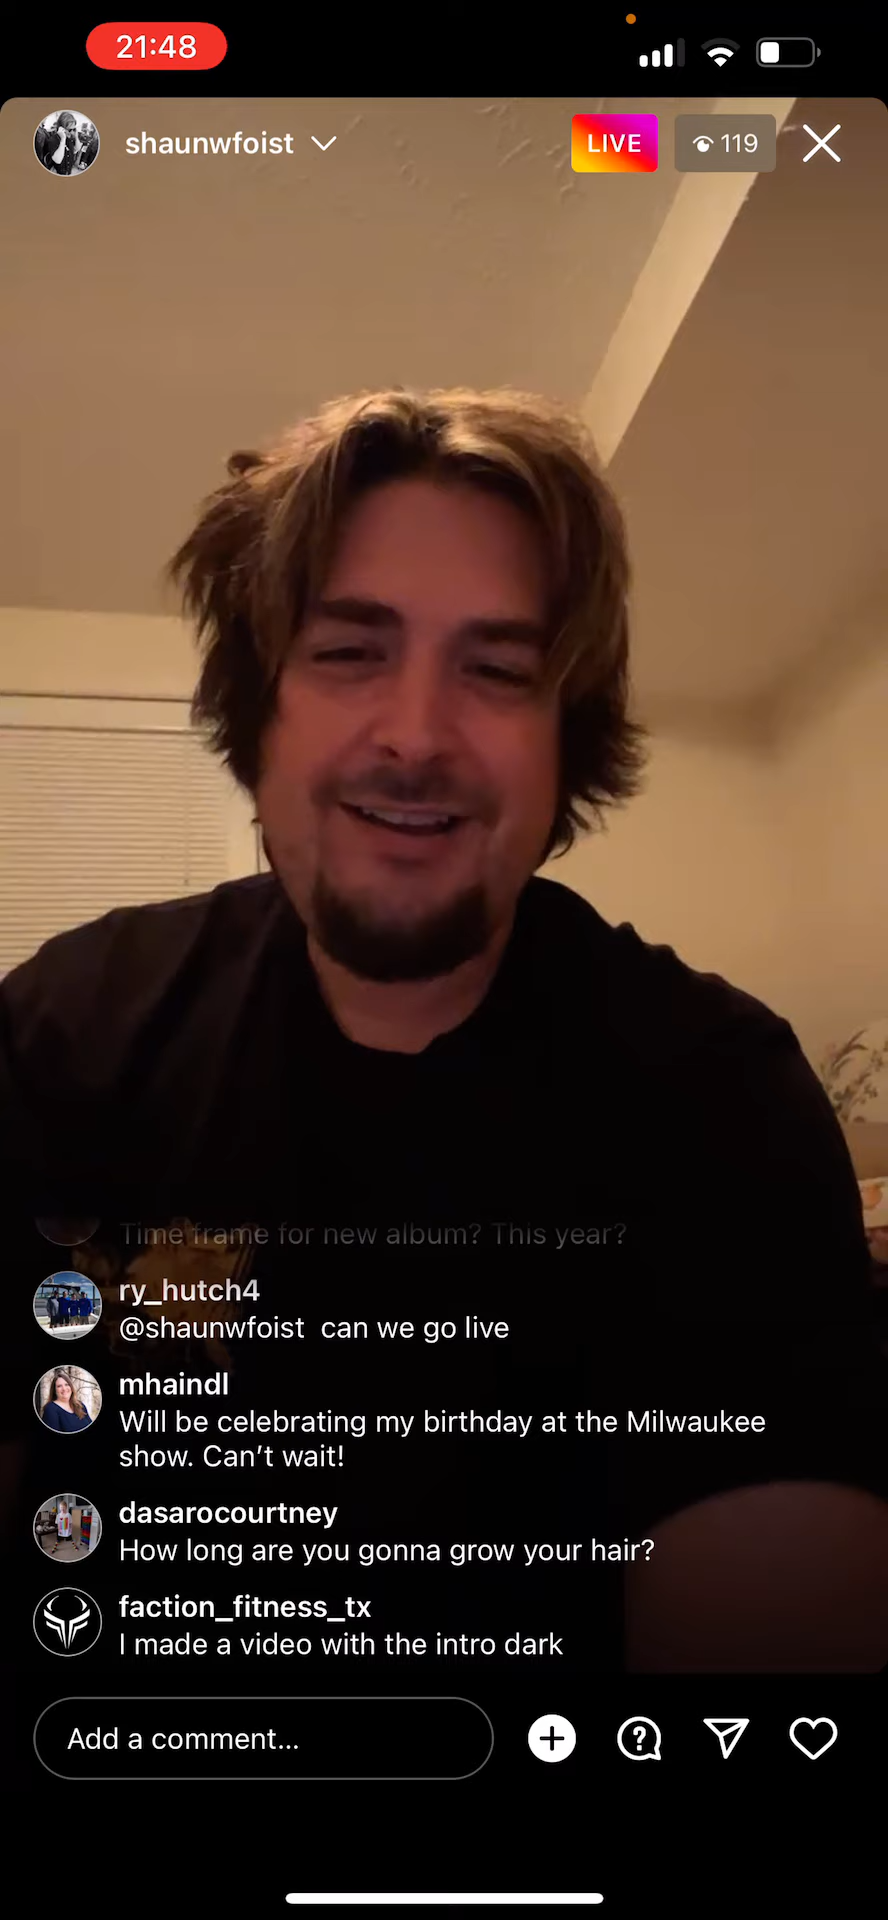 21:48
shaunwfoist
LIVE
119
Time frame for new album? This year?
ry_hutch4
@shaunwfoist can we go live
mhaindl
Will be celebrating my birthday at the Milwaukee
show. Can’t wait!
dasarocourtney
How long are you gonna grow your hair?
faction_fitness_tx
I made a video with the intro dark
Add a comment...